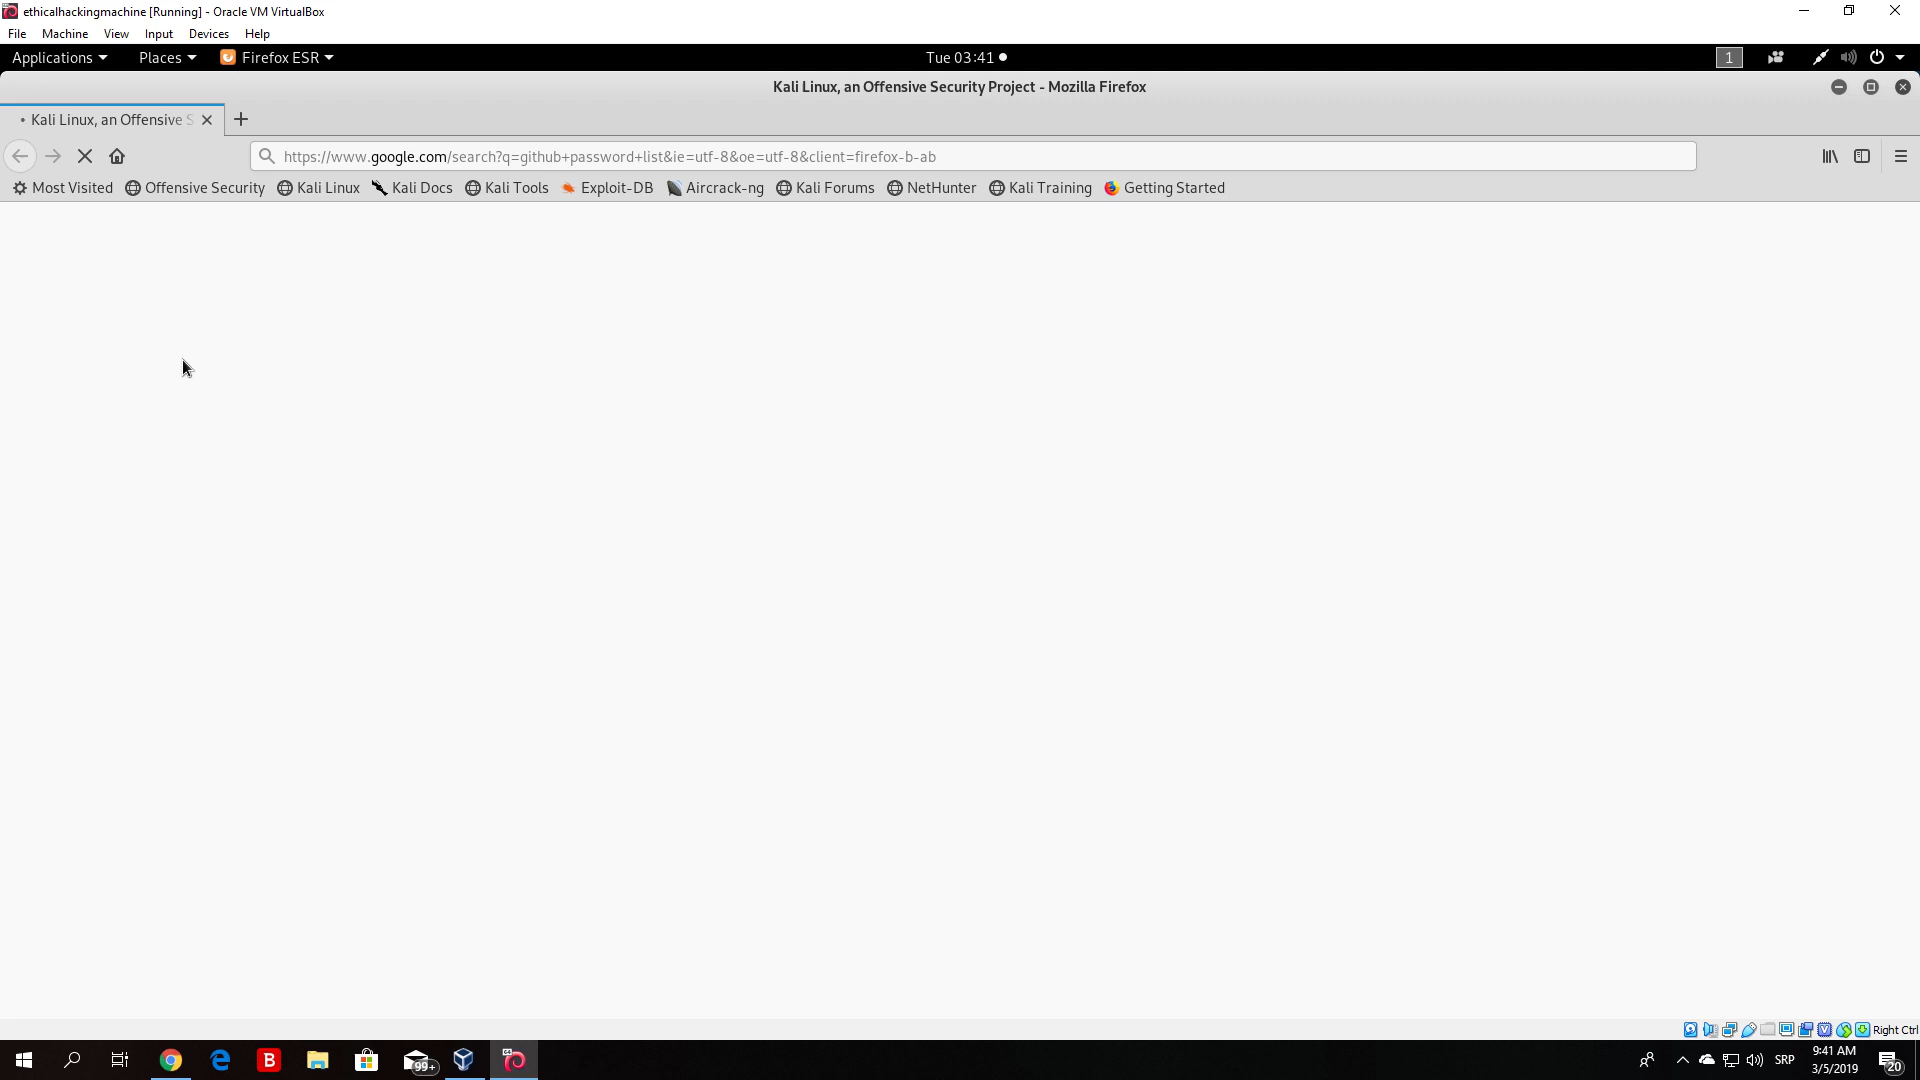 ethicalhackingmachine [Running] - Oracle VM VirtualBox
File Machine View Input Devices Help
Applications Places Firefox ESR Tue 03:41 1
Kali Linux, an Offensive Security Project - Mozilla Firefox
Kali Linux, an Offensive S
https://www.google.com/search?q=github+password+list&ie=utf-8&oe=utf-8&client=firefox-b-ab
Most Visited Offensive Security Kali Linux Kali Docs Kali Tools Exploit-DB Aircrack-ng Kali Forums NetHunter Kali Training Getting Started
Right Ctrl
B 99+ SRP 9:41 AM
3/5/2019 20